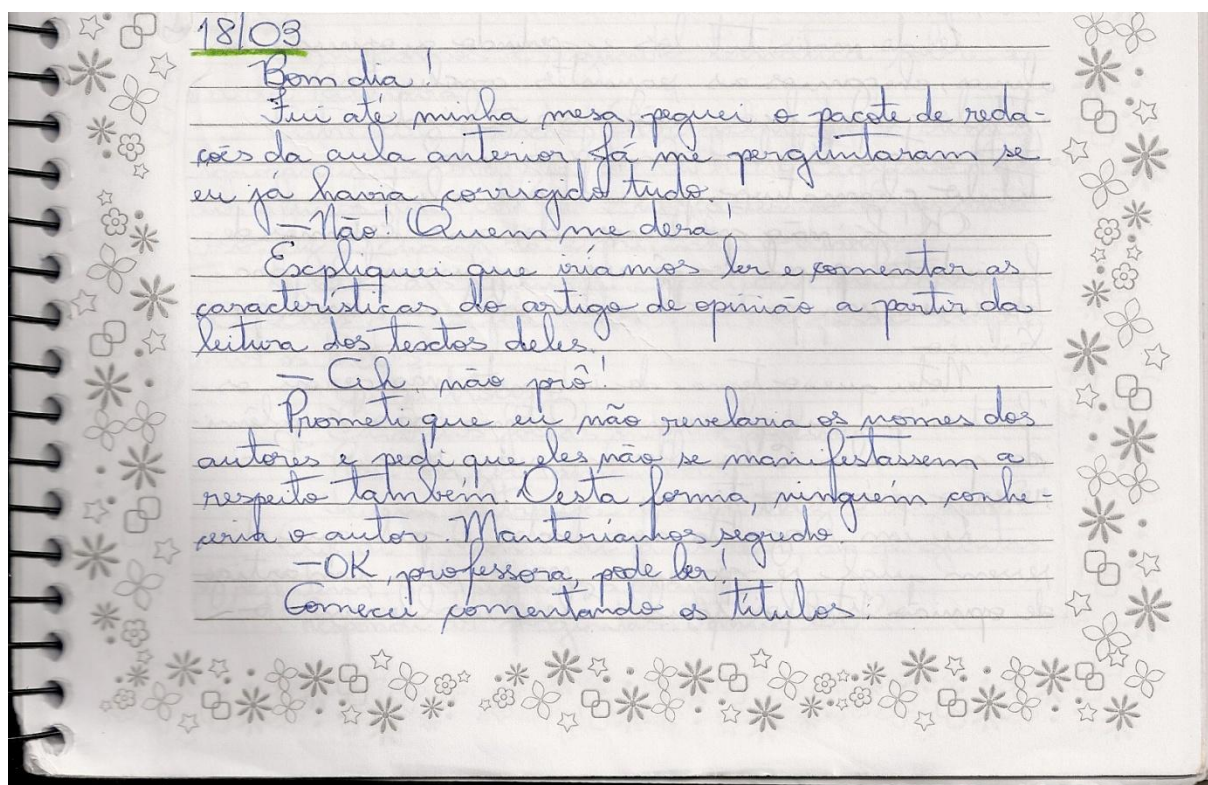 18/03
Bom dia!
Fui até minha mesa, peguei o pacote de reda-
ções da aula anterior. Já me perguntaram se
eu já havia corrigido tudo.
— Não! Quem me dera!
Expliquei que iríamos ler e comentar as
características do artigo de opinião a partir da
leitura dos textos deles.
— Ah não prô!
Prometi que eu não revelaria os nomes dos
autores e pedi que eles não se manifestassem a
respeito também. Desta forma, ninguém conhe-
ceria o autor. Manteríamos segredo.
— OK, professora, pode ler!
Comecei comentando os títulos: